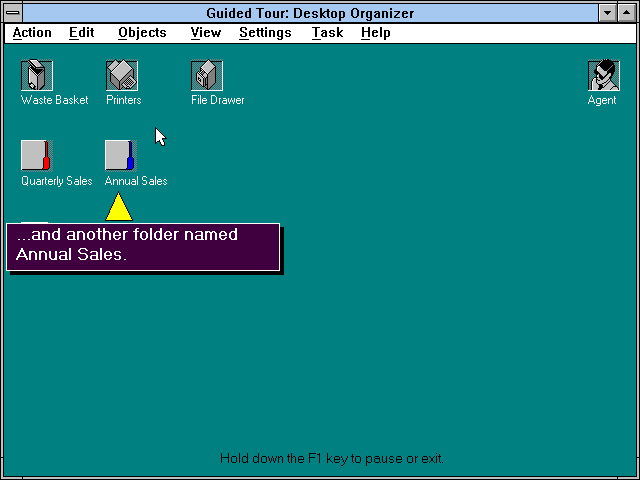 Guided Tour: Desktop Organizer
Action Edit Objects View Settings Task Help
Waste Basket Printers File Drawer Agent
Quarterly Sales Annual Sales
...and another folder named
Annual Sales.
Hold down the F1 key to pause or exit.